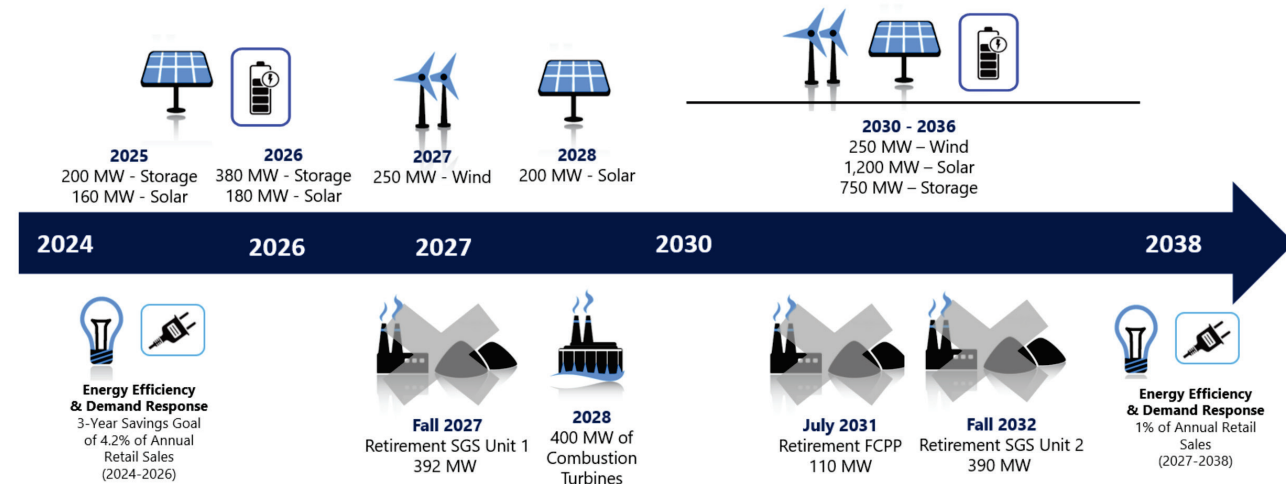 2025
200 MW - Storage
160 MW - Solar
2026
380 MW - Storage
180 MW - Solar
2027
250 MW - Wind
2028
200 MW - Solar
2030 - 2036
250 MW – Wind
1,200 MW – Solar
750 MW – Storage
2024
2026
2027
2030
2038
Energy Efficiency
& Demand Response
3-Year Savings Goal
of 4.2% of Annual
Retail Sales
(2024-2026)
Fall 2027
Retirement SGS Unit 1
392 MW
2028
400 MW of
Combustion
Turbines
July 2031
Retirement FCPP
110 MW
Fall 2032
Retirement SGS Unit 2
390 MW
Energy Efficiency
& Demand Response
1% of Annual Retail
Sales
(2027-2038)